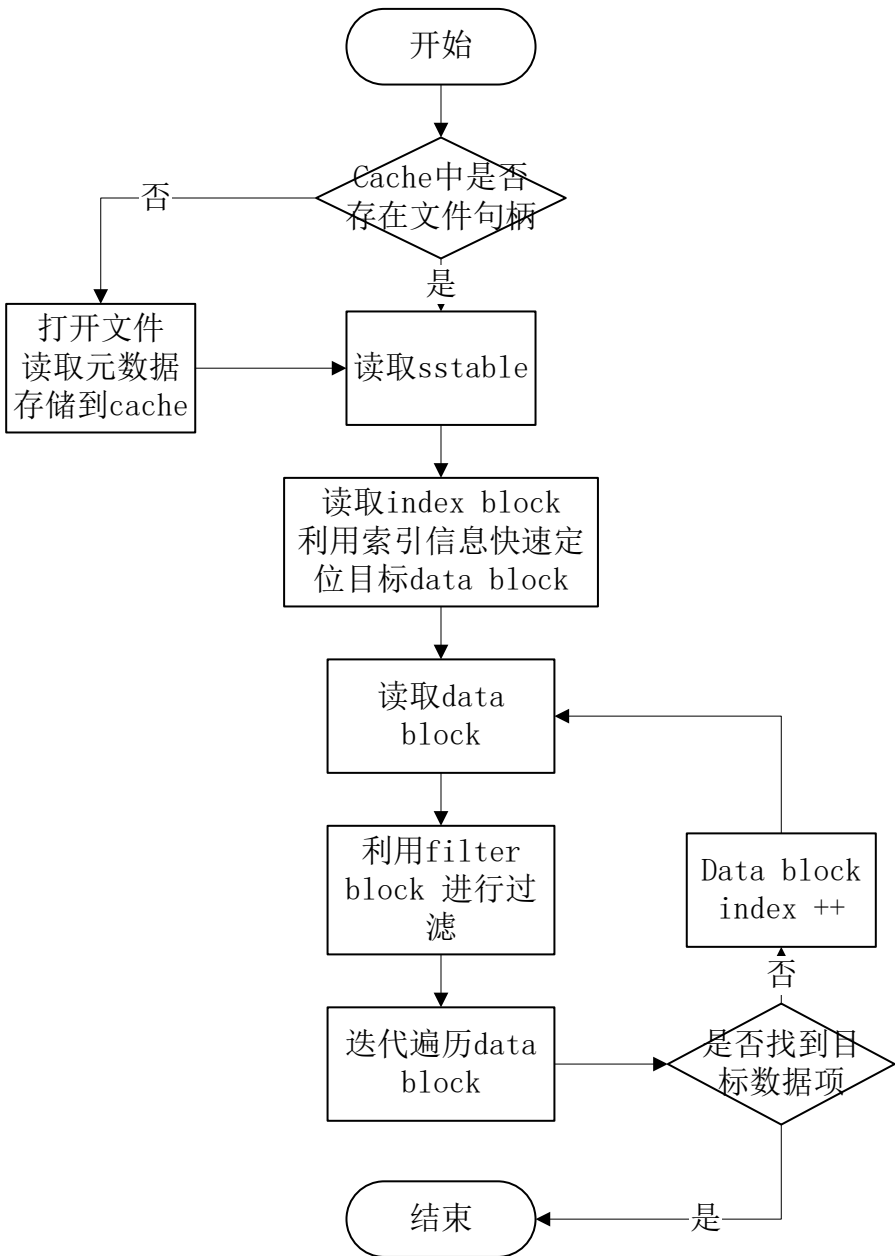 开始
Cache中是否
存在文件句柄
否
是
打开文件
读取元数据
存储到cache
读取sstable
读取index block
利用索引信息快速定
位目标data block
读取data
block
利用filter
block 进行过
滤
Data block
index ++
否
迭代遍历data
block
是否找到目
标数据项
是
结束